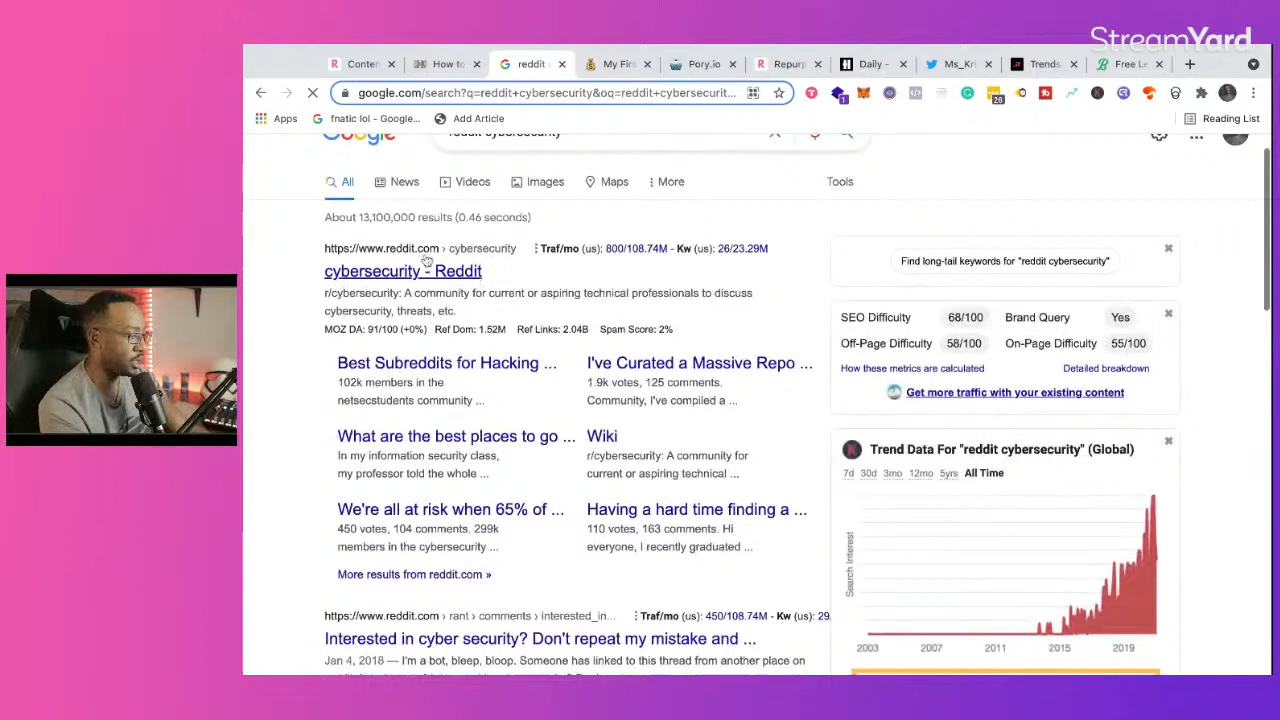 StreamYard
Conten
How to
reddit
My Firs
Pory.io
Repurp
Daily -
Ms_Kri
Trends
Free Le
google.com/search?q=reddit+cybersecurity&oq=reddit+cybersecurit...
1
26
Apps
fnatic lol - Google...
Add Article
Reading List
Google
reddit cybersecurity
All
News
Videos
Images
Maps
More
Tools
About 13,100,000 results (0.46 seconds)
https://www.reddit.com › cybersecurity
Traf/mo (us): 800/108.74M - Kw (us): 26/23.29M
cybersecurity - Reddit
r/cybersecurity: A community for current or aspiring technical professionals to discuss
cybersecurity, threats, etc.
MOZ DA: 91/100 (+0%) Ref Dom: 1.52M Ref Links: 2.04B Spam Score: 2%
Best Subreddits for Hacking ...
102k members in the
netsecstudents community ...
I've Curated a Massive Repo ...
1.9k votes, 125 comments.
Community, I've compiled a ...
What are the best places to go ...
In my information security class,
my professor told the whole ...
Wiki
r/cybersecurity: A community for
current or aspiring technical ...
We're all at risk when 65% of ...
450 votes, 104 comments. 299k
members in the cybersecurity ...
Having a hard time finding a ...
110 votes, 163 comments. Hi
everyone, I recently graduated ...
More results from reddit.com »
https://www.reddit.com › rant › comments › interested_in...
Traf/mo (us): 450/108.74M - Kw (us): 29.
Interested in cyber security? Don't repeat my mistake and ...
Jan 4, 2018 — I'm a bot, bleep, bloop. Someone has linked to this thread from another place on
Find long-tail keywords for "reddit cybersecurity"
SEO Difficulty 68/100 Brand Query Yes
Off-Page Difficulty 58/100 On-Page Difficulty 55/100
How this metrics are calculated Detailed breakdown
Get more traffic with your existing content
Trend Data For "reddit cybersecurity" (Global)
7d 30d 3mo 12mo 5yrs All Time
Search Interest
2003 2007 2011 2015 2019